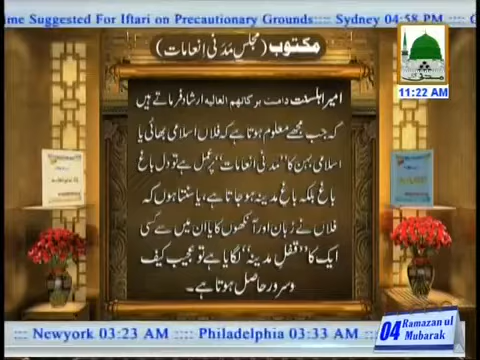 ime Suggested For Iftari on Precautionary Grounds :::: Sydney 04:58 PM :::: C
مکتوب (مجلسِ مَدَنی اِنعامات)
11:22 AM
امیرِ اہلسنت دامت برکاتہم العالیہ ارشاد فرماتے ہیں
کہ جب مجھے معلوم ہوتا ہے کہ فلاں اسلامی بھائی یا
اسلامی بہن کا "مَدَنی انعامات" پر عمل ہے تو دل باغ
باغ بلکہ باغِ مدینہ ہو جاتا ہے، یا سنتا ہوں کہ
فلاں نے زبان اور آنکھوں کا یا ان میں سے کسی
ایک کا "قفلِ مدینہ" لگایا ہے تو عجیب کیف
و سرور حاصل ہوتا ہے۔
:::: Newyork 03:23 AM :::: Philadelphia 03:33 AM ::::
04 Ramazan ul
Mubarak